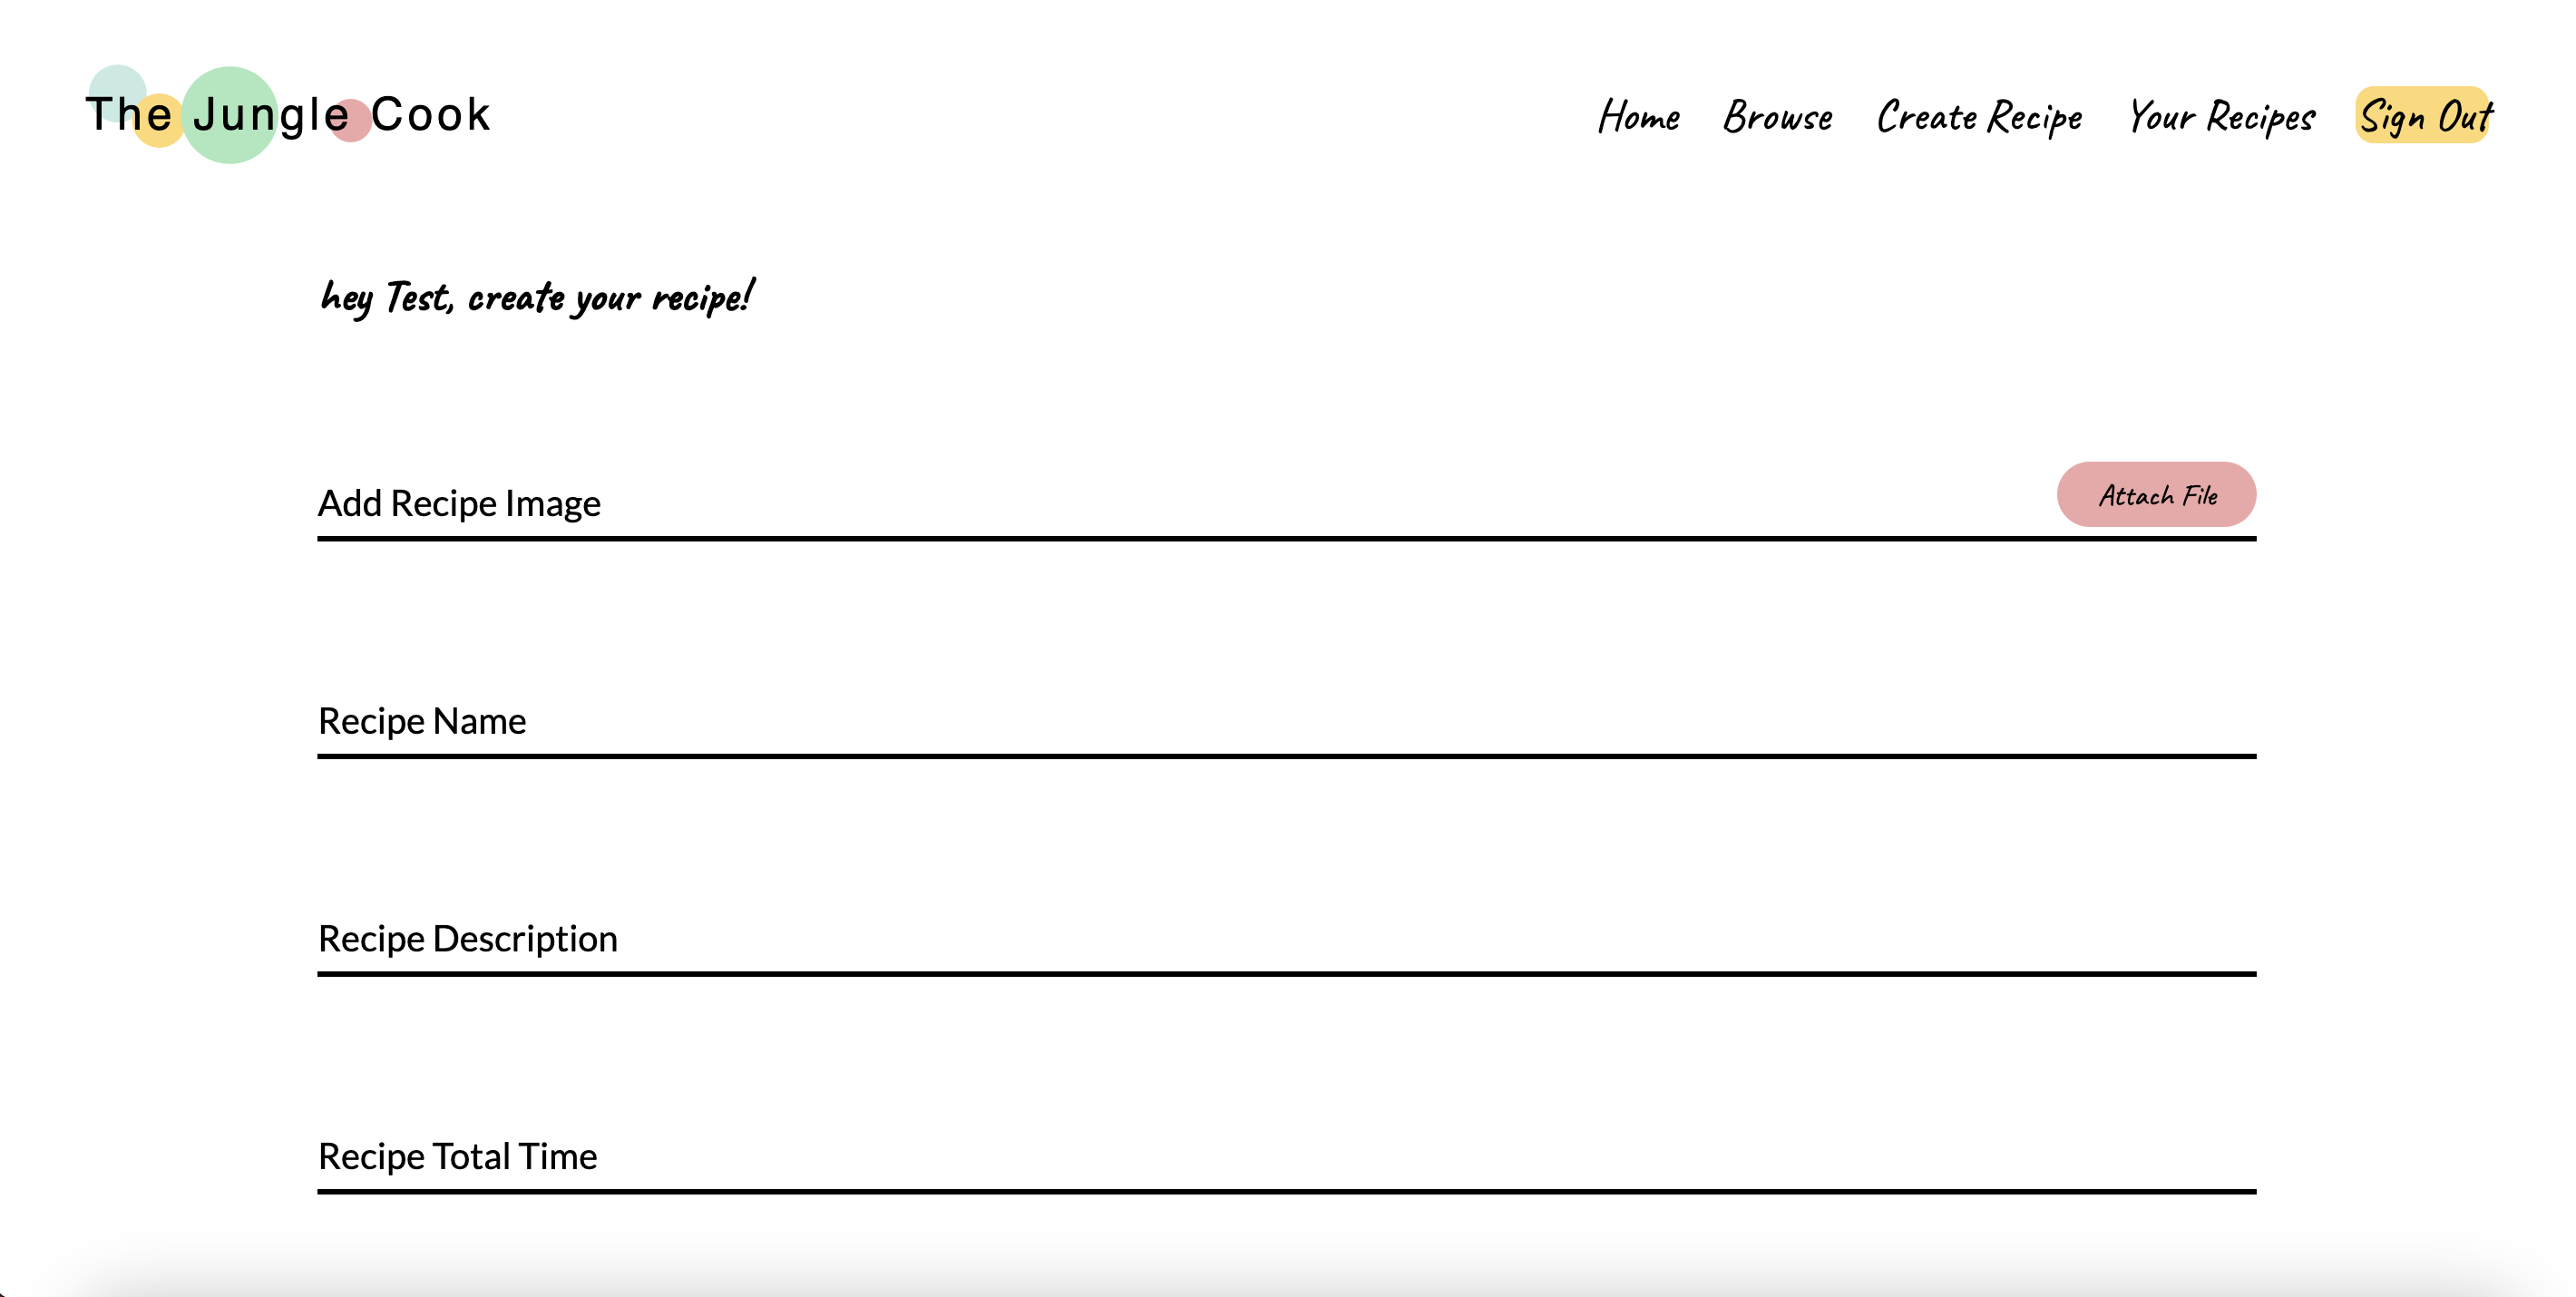 The Jungle Cook
Home Browse Create Recipe Your Recipes Sign Out
hey Test, create your recipe!
Add Recipe Image Attach File
Recipe Name
Recipe Description
Recipe Total Time